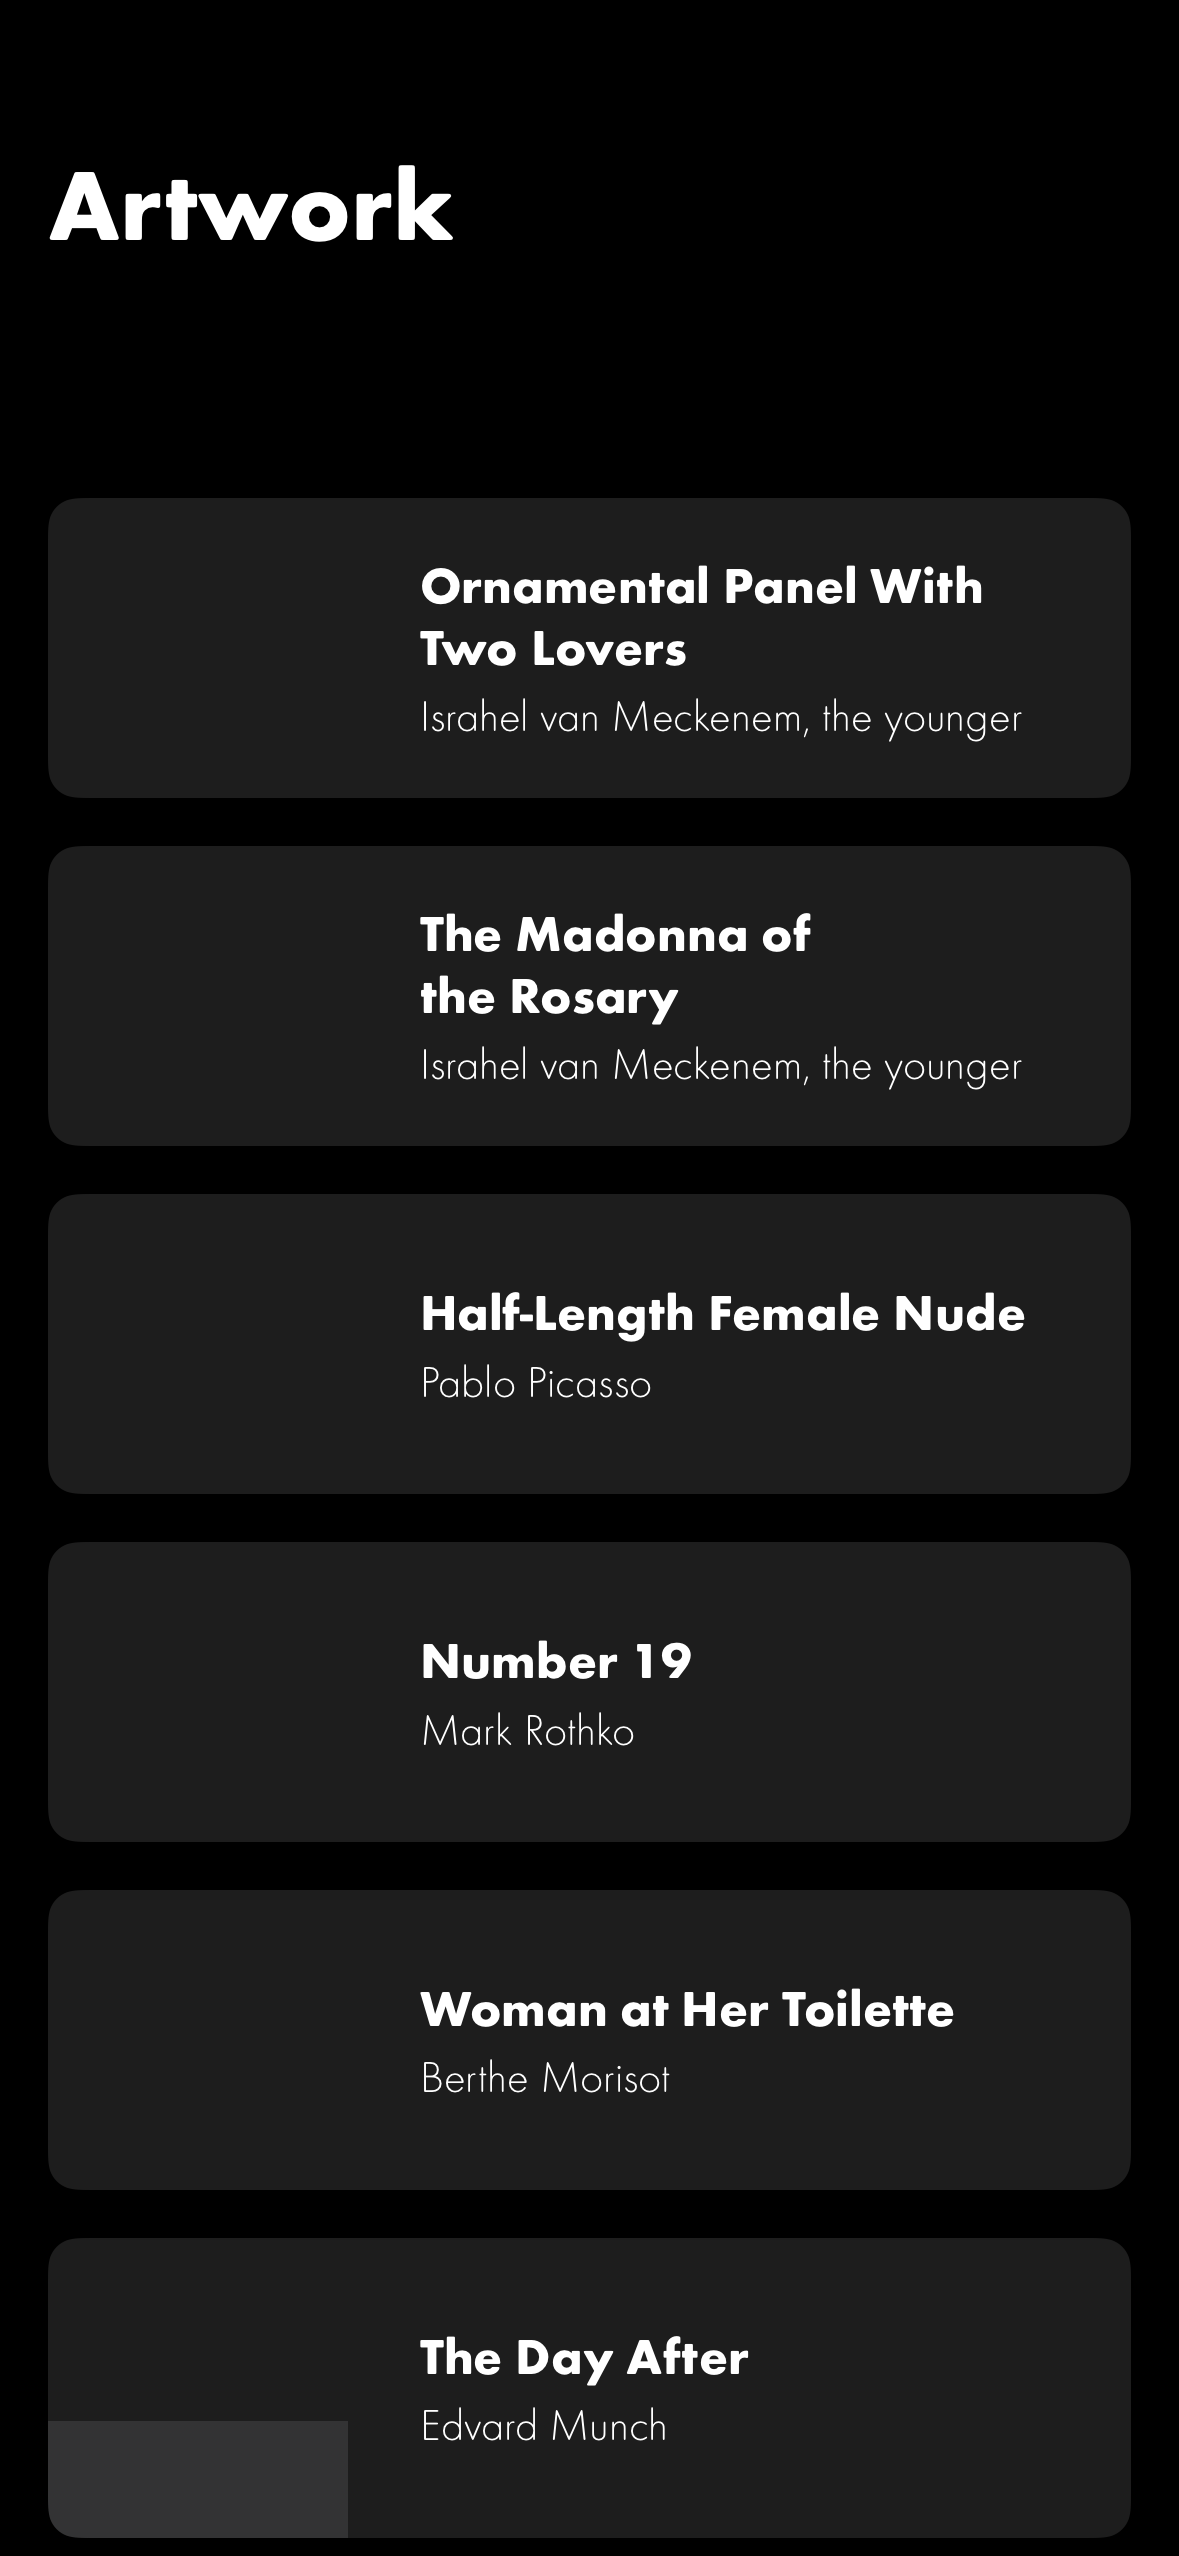 Artwork
Ornamental Panel With
Two Lovers
Israhel van Meckenem, the younger
The Madonna of
the Rosary
Israhel van Meckenem, the younger
Half-Length Female Nude
Pablo Picasso
Number 19
Mark Rothko
Woman at Her Toilette
Berthe Morisot
The Day After
Edvard Munch